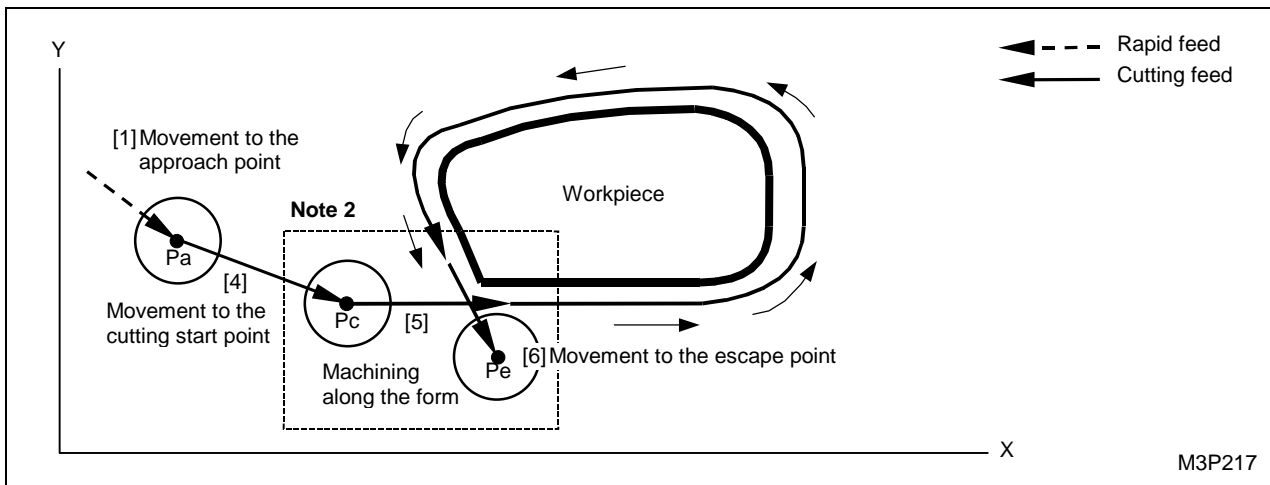 Y
Rapid feed
Cutting feed
[1] Movement to the
approach point
Workpiece
Note 2
Pa
[4]
Movement to the
cutting start point
Pc
[5]
Machining
along the form
Pe
[6] Movement to the escape point
X
M3P217